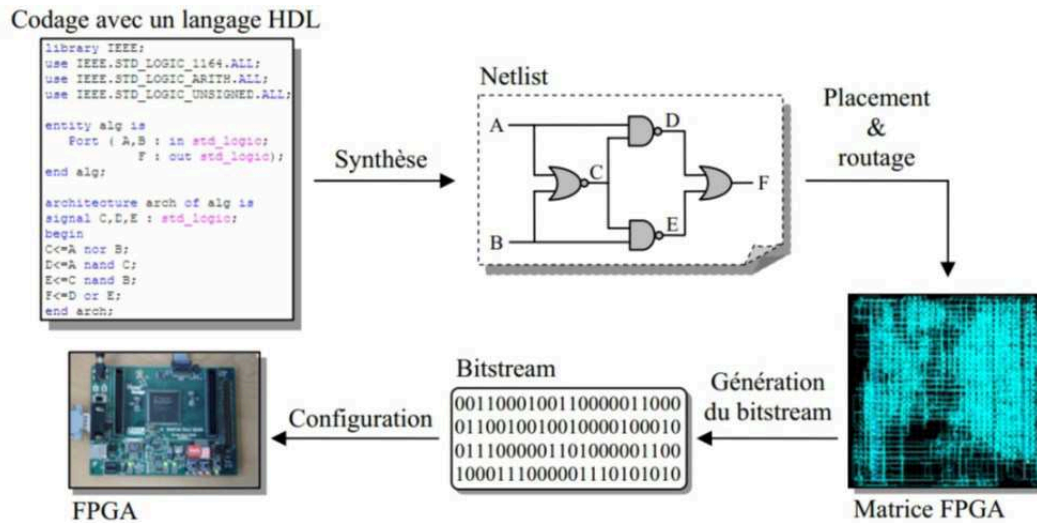 Codage avec un langage HDL
library IEEE;
use IEEE.STD_LOGIC_1164.ALL;
use IEEE.STD_LOGIC_ARITH.ALL;
use IEEE.STD_LOGIC_UNSIGNED.ALL;
entity alg is
Port ( A,B : in std_logic;
F : out std_logic);
end alg;
architecture arch of alg is
signal C,D,E : std_logic;
begin
C<=A nor B;
D<=A nand C;
E<=C nand B;
F<=D or E;
end arch;
Synthèse
Netlist
A
B
C
D
E
F
Placement
&
routage
Matrice FPGA
Génération
du bitstream
Bitstream
0011000100110000011000
0110010010010000100010
0111000001101000001100
1000111000001110101010
Configuration
FPGA